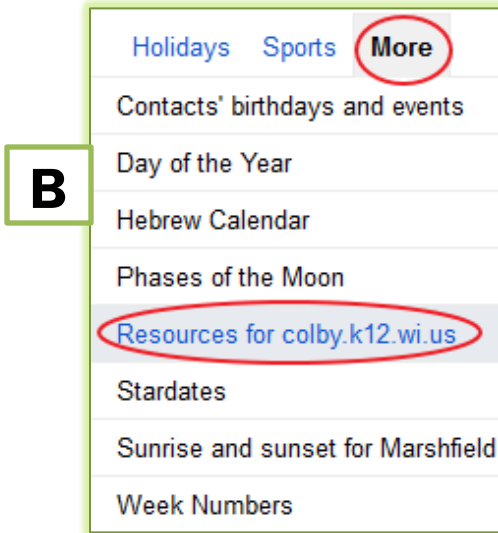 Holidays Sports More
Contacts' birthdays and events
B
Day of the Year
Hebrew Calendar
Phases of the Moon
Resources for colby.k12.wi.us
Stardates
Sunrise and sunset for Marshfield
Week Numbers